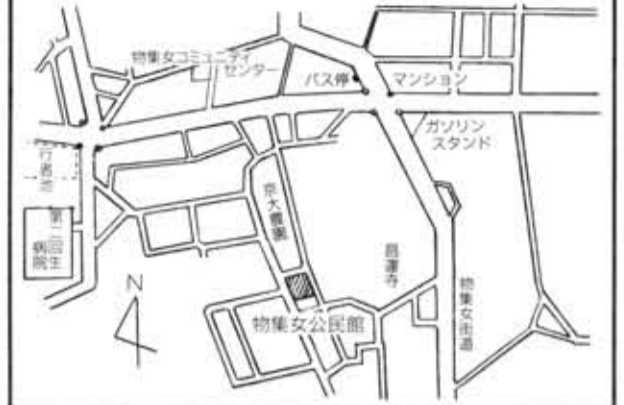 物集女コミュニティ
センター
バス停
マンション
ガソリン
スタンド
行者池
第二回生
病院
京大農園
昌運寺
N
物集女公民館
物集女街道